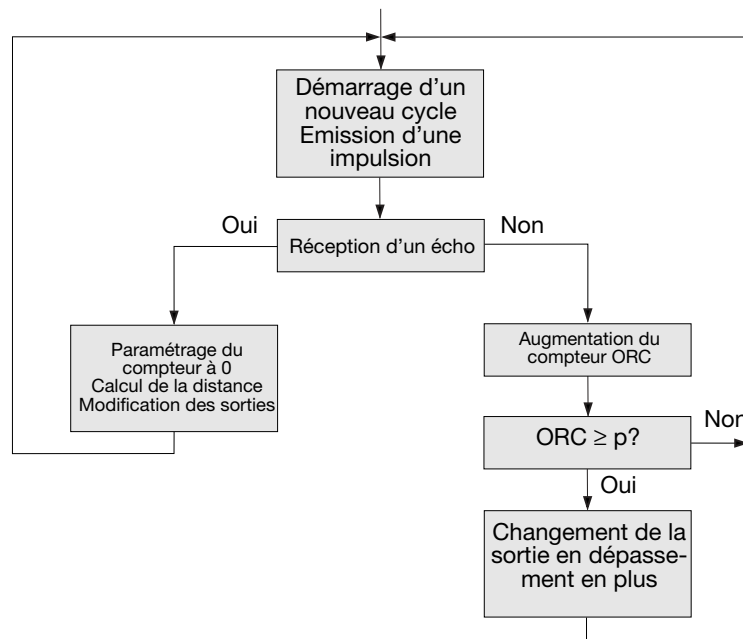 Démarrage d'un
nouveau cycle
Emission d'une
impulsion
Oui
Non
Réception d'un écho
Paramétrage du
compteur à 0
Calcul de la distance
Modification des sorties
Augmentation du
compteur ORC
ORC ≥ p?
Non
Oui
Changement de la
sortie en dépasse-
ment en plus